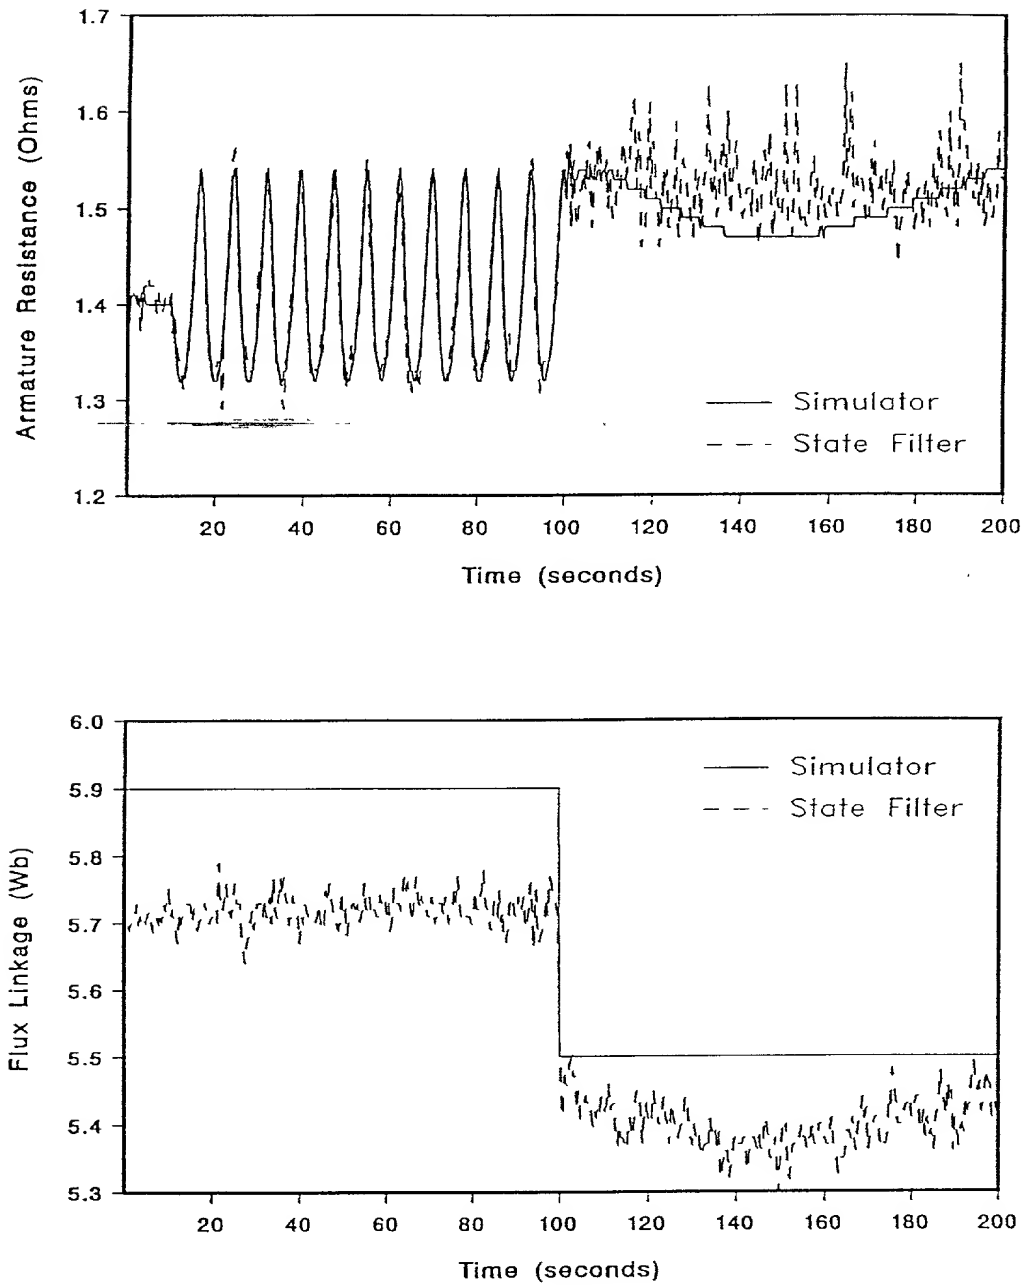 1.7
1.6
1.5
1.4
1.3
1.2
Armature Resistance (Ohms)
Simulator
State Filter
20 40 60 80 100 120 140 160 180 200
Time (seconds)
6.0
5.9
5.8
5.7
5.6
5.5
5.4
5.3
Flux Linkage (Wb)
Simulator
State Filter
20 40 60 80 100 120 140 160 180 200
Time (seconds)